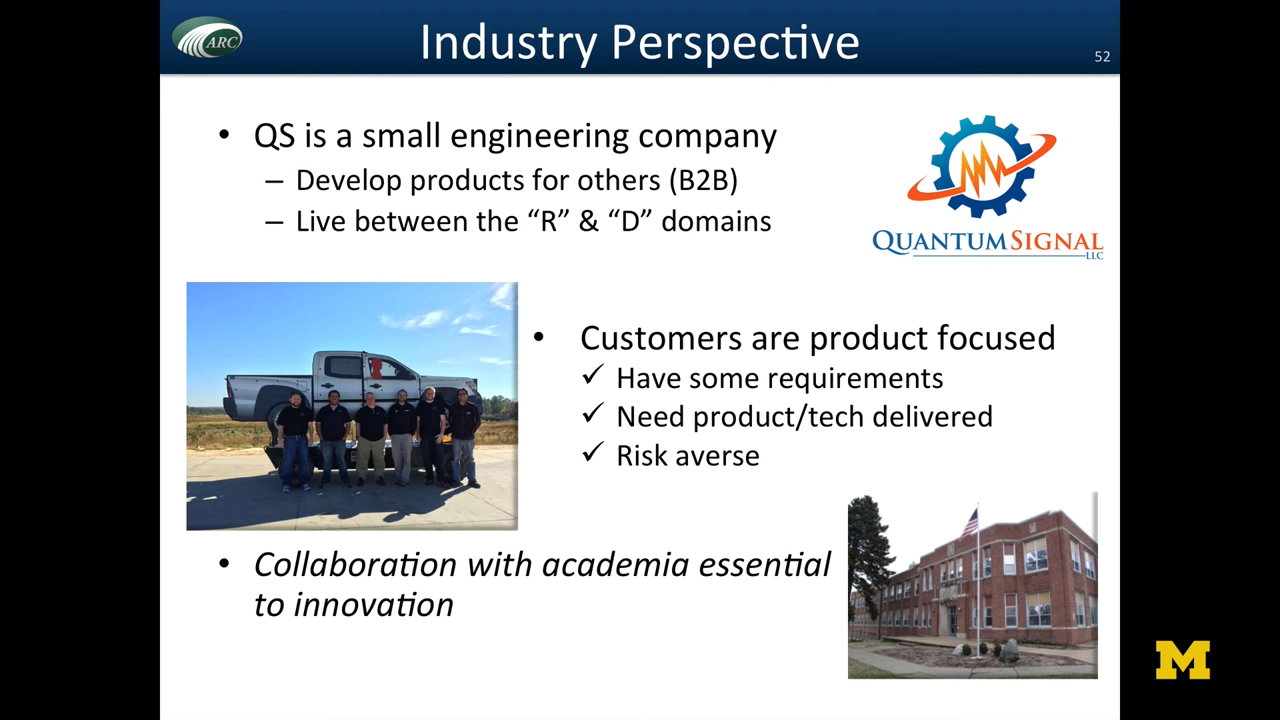 ARC
Industry Perspective
52
• QS is a small engineering company
– Develop products for others (B2B)
– Live between the “R” & “D” domains
QUANTUM SIGNAL
LLC
• Customers are product focused
✓ Have some requirements
✓ Need product/tech delivered
✓ Risk averse
• Collaboration with academia essential
to innovation
M